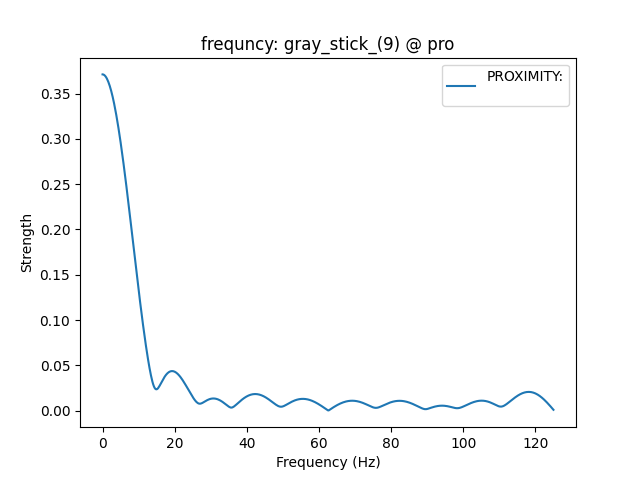 frequncy: gray_stick_(9) @ pro
PROXIMITY:
Strength
0.35
0.30
0.25
0.20
0.15
0.10
0.05
0.00
0 20 40 60 80 100 120
Frequency (Hz)